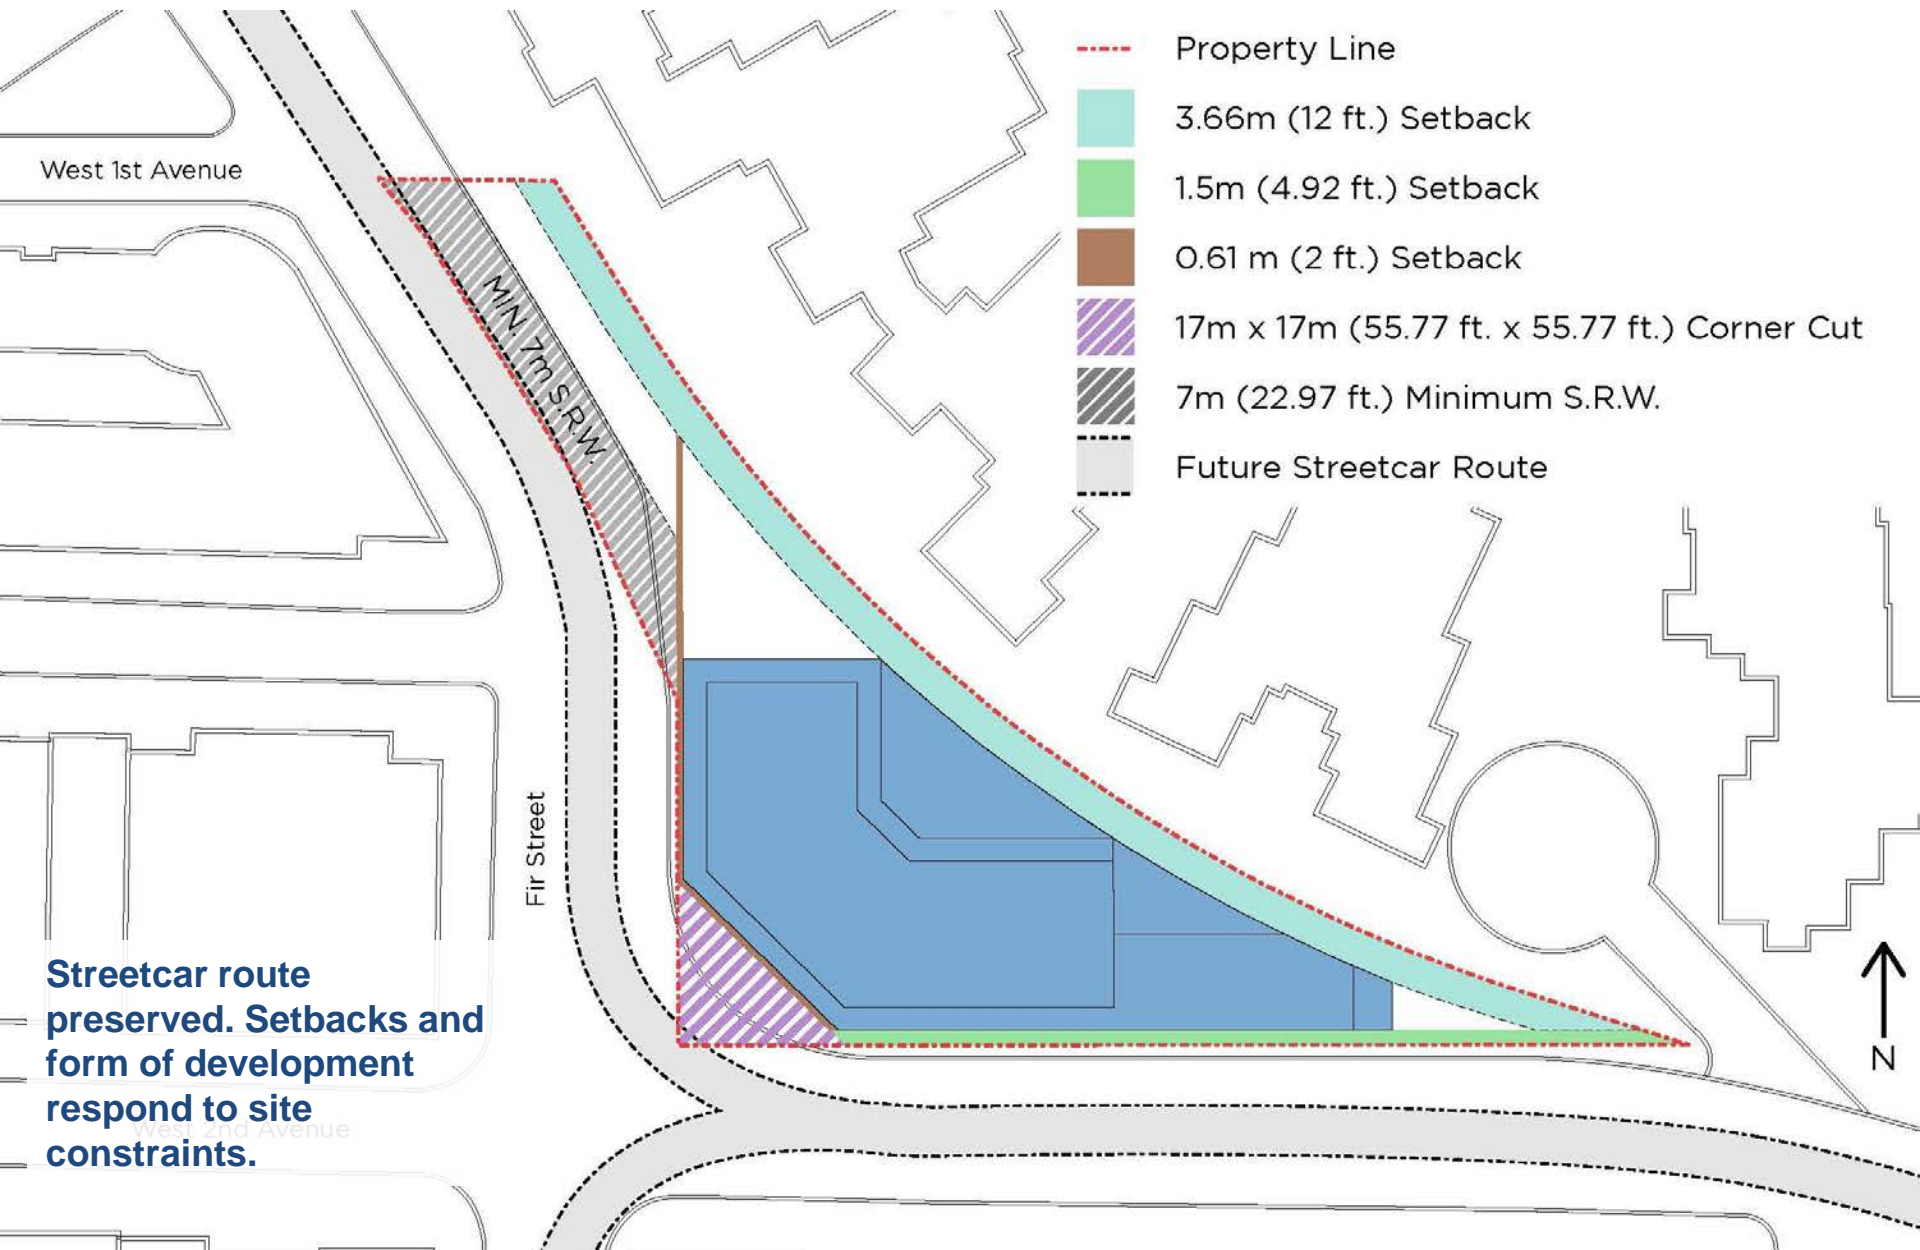 Property Line
3.66m (12 ft.) Setback
1.5m (4.92 ft.) Setback
0.61 m (2 ft.) Setback
17m x 17m (55.77 ft. x 55.77 ft.) Corner Cut
7m (22.97 ft.) Minimum S.R.W.
Future Streetcar Route
West 1st Avenue
MIN. 7m S.R.W.
Fir Street
Streetcar route
preserved. Setbacks and
form of development
respond to site
West 2nd Avenue
constraints.
N